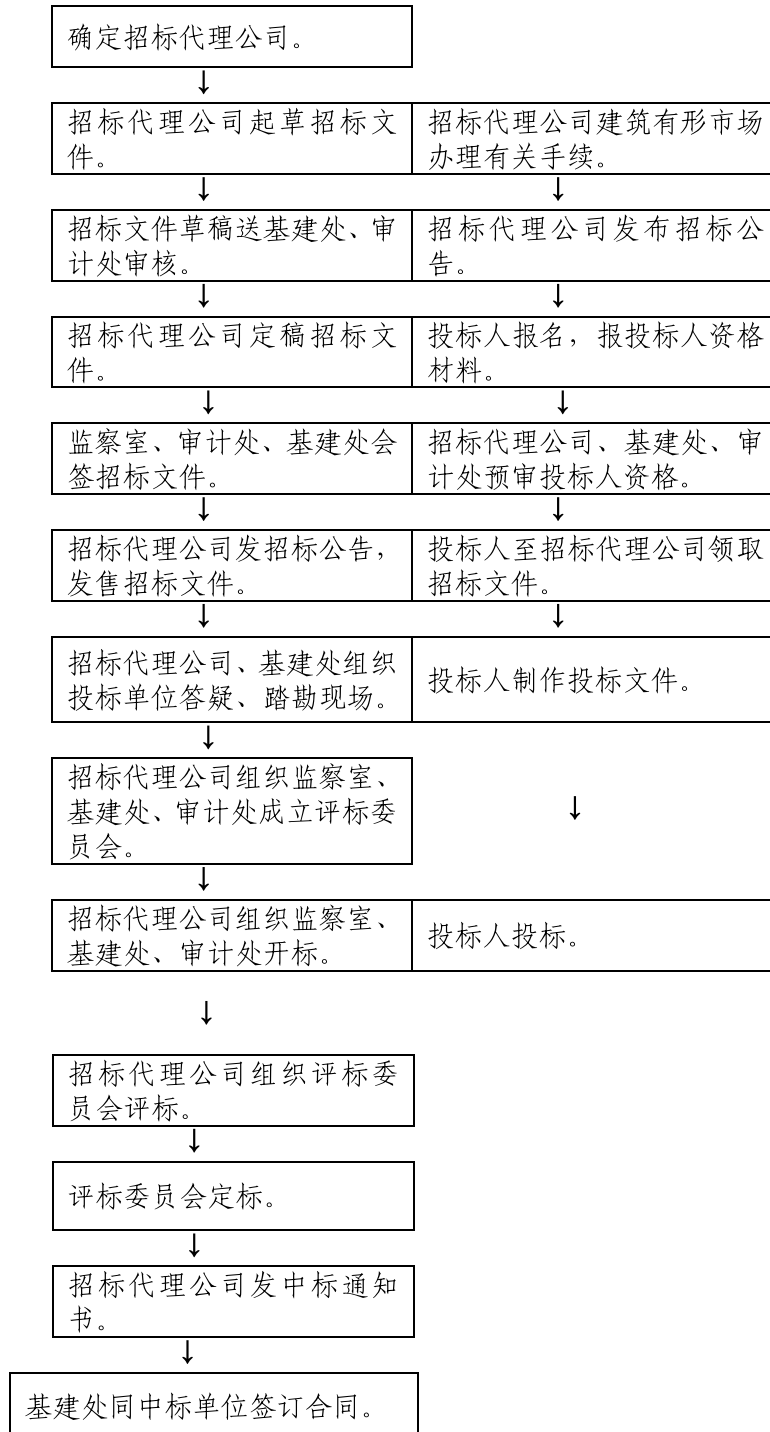 确定招标代理公司。
↓
招标代理公司起草招标文
件。
招标代理公司建筑有形市场
办理有关手续。
↓
↓
招标文件草稿送基建处、审
计处审核。
招标代理公司发布招标公
告。
↓
↓
招标代理公司定稿招标文
件。
投标人报名，报投标人资格
材料。
↓
↓
监察室、审计处、基建处会
签招标文件。
招标代理公司、基建处、审
计处预审投标人资格。
↓
↓
招标代理公司发招标公告，
发售招标文件。
投标人至招标代理公司领取
招标文件。
↓
↓
招标代理公司、基建处组织
投标单位答疑、踏勘现场。
投标人制作投标文件。
↓
招标代理公司组织监察室、
基建处、审计处成立评标委
员会。
↓
↓
招标代理公司组织监察室、
基建处、审计处开标。
投标人投标。
↓
招标代理公司组织评标委
员会评标。
↓
评标委员会定标。
↓
招标代理公司发中标通知
书。
↓
基建处同中标单位签订合同。